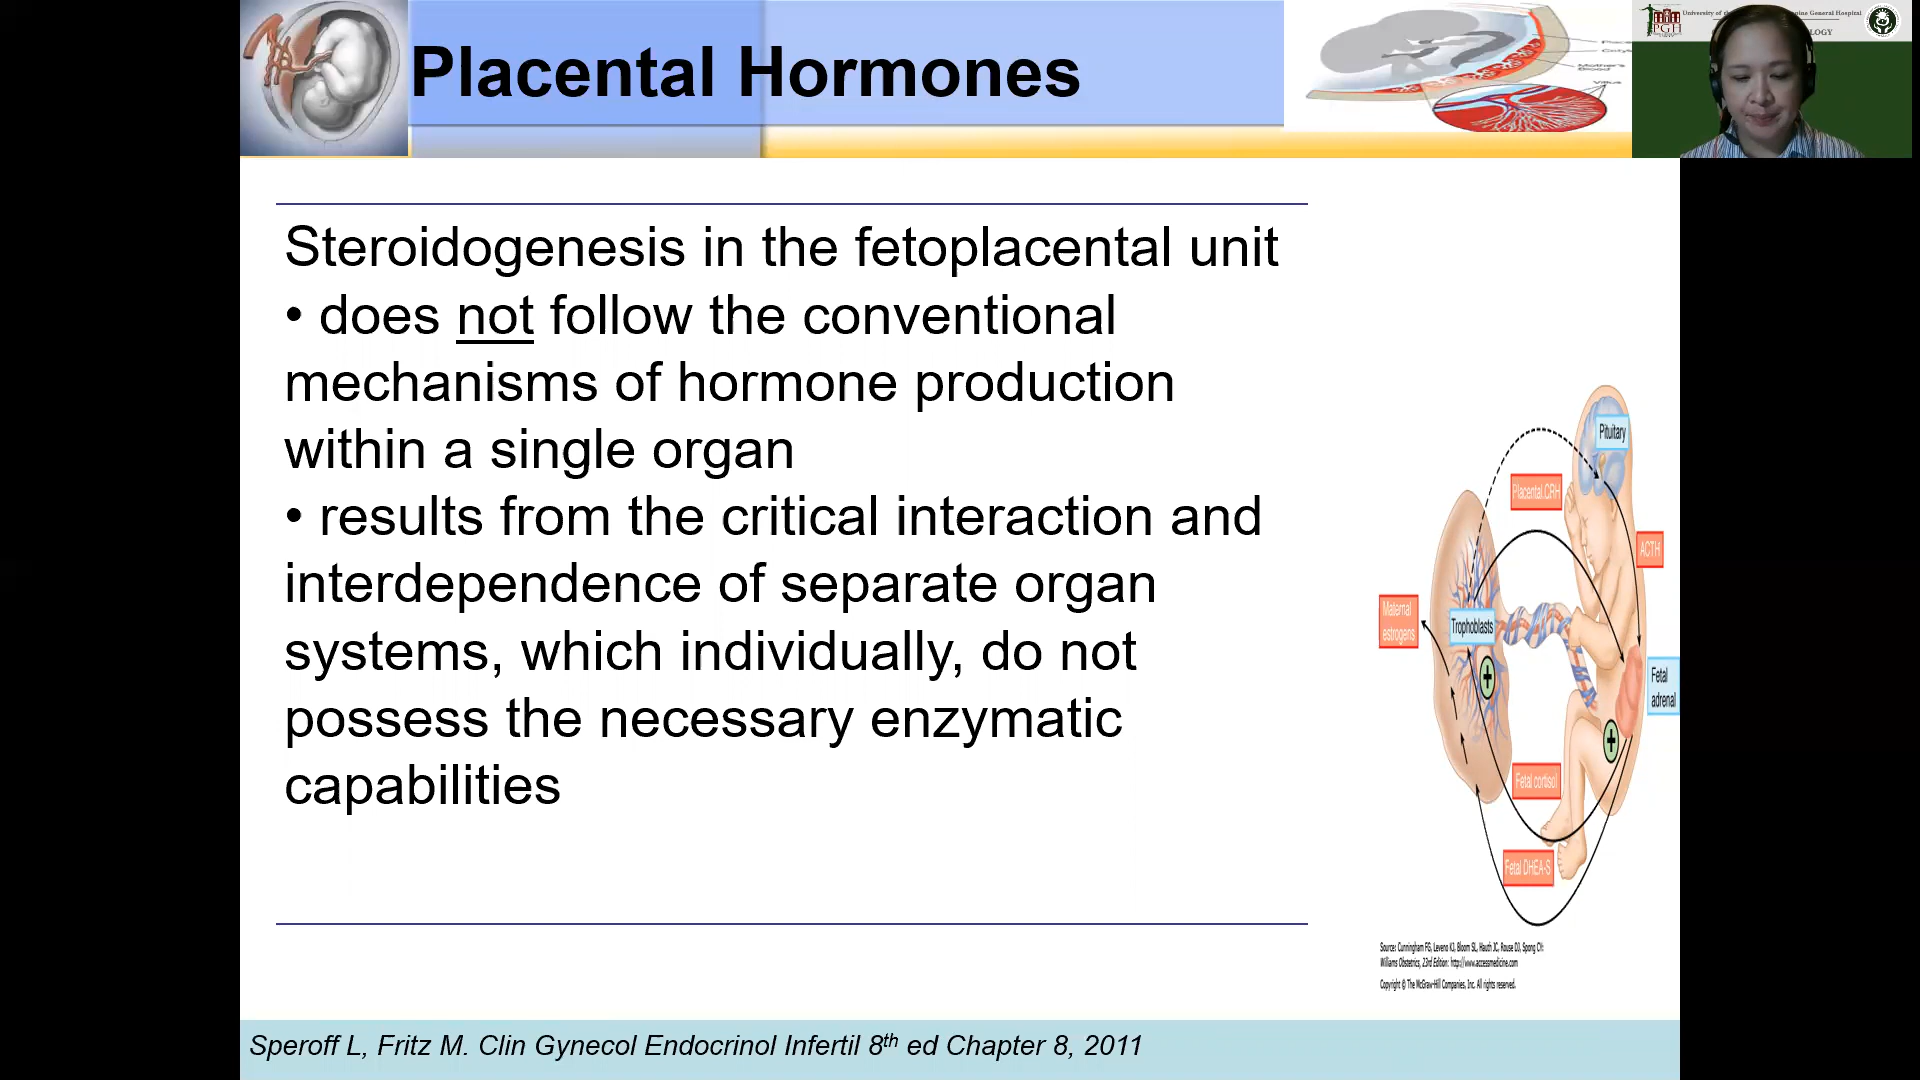 Placental Hormones
PGH
LOGY
Steroidogenesis in the fetoplacental unit
• does not follow the conventional
mechanisms of hormone production
within a single organ
• results from the critical interaction and
interdependence of separate organ
systems, which individually, do not
possess the necessary enzymatic
capabilities
Pituitary
Placental CRH
ACTH
Maternal
estrogens
Trophoblasts
+
Fetal
adrenal
+
Fetal cortisol
Fetal DHEA-S
Source: Cunningham FG, Leveno KJ, Bloom SL, Hauth JC, Rouse DJ, Spong CY:
Williams Obstetrics, 23rd Edition: http://www.accessmedicine.com
Copyright © The McGraw-Hill Companies, Inc. All rights reserved.
Speroff L, Fritz M. Clin Gynecol Endocrinol Infertil 8th ed Chapter 8, 2011